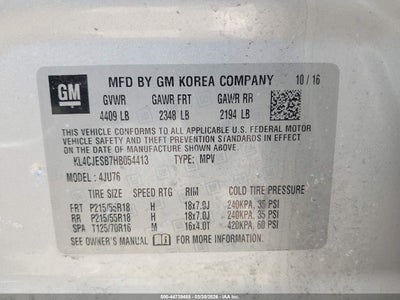 GM
MFD BY GM KOREA COMPANY 10 / 16
GVWR GAWR FRT GAWR RR
4409 LB 2348 LB 2194 LB
THIS VEHICLE CONFORMS TO ALL APPLICABLE U.S. FEDERAL MOTOR
VEHICLE SAFETY AND THEFT PREVENTION STANDARDS IN EFFECT
ON THE DATE OF MANUFACTURE SHOWN ABOVE.
KL4CJESB7HB054413 TYPE: MPV
MODEL: 4JU76
TIRE SIZE SPEED RTG RIM COLD TIRE PRESSURE
FRT P215/55R18 H 18x7.0J 240KPA, 35 PSI
RR P215/55R18 H 18x7.0J 240KPA, 35 PSI
SPA T125/70R16 M 16x4.0T 420KPA, 60 PSI
SEE OWNER'S MANUAL FOR ADDITIONAL INFORMATION